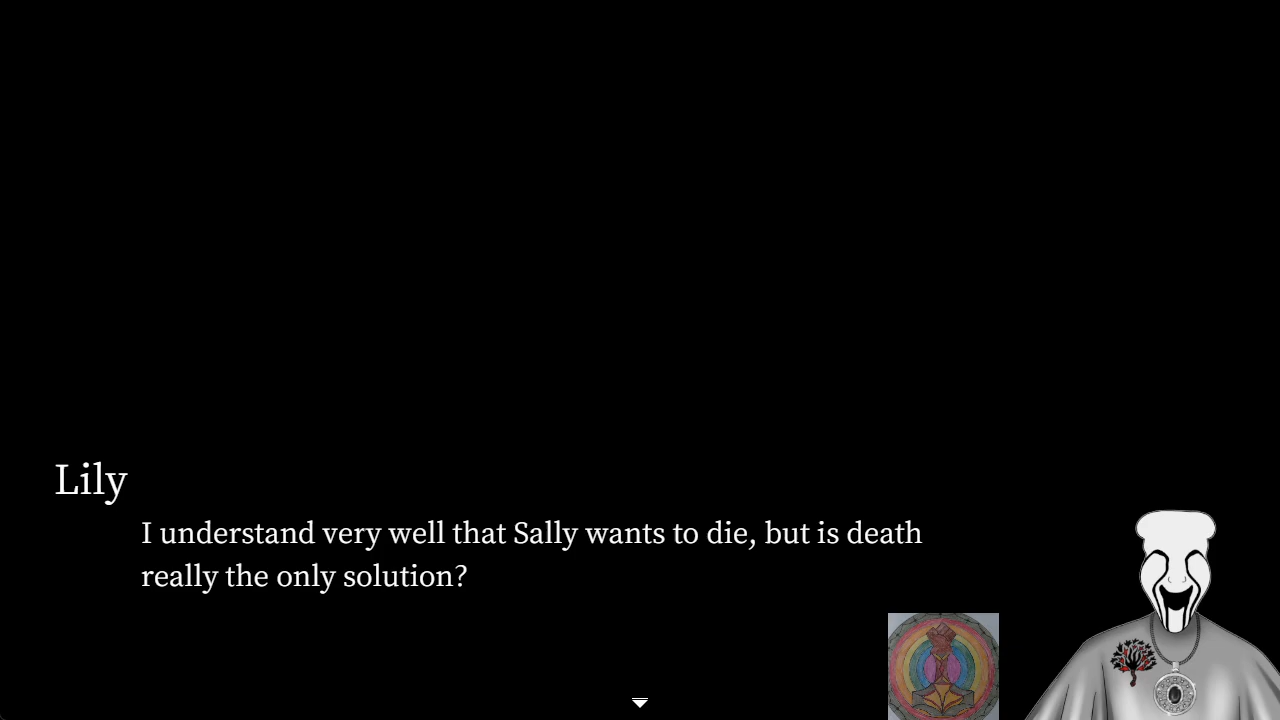 Lily
I understand very well that Sally wants to die, but is death
really the only solution?